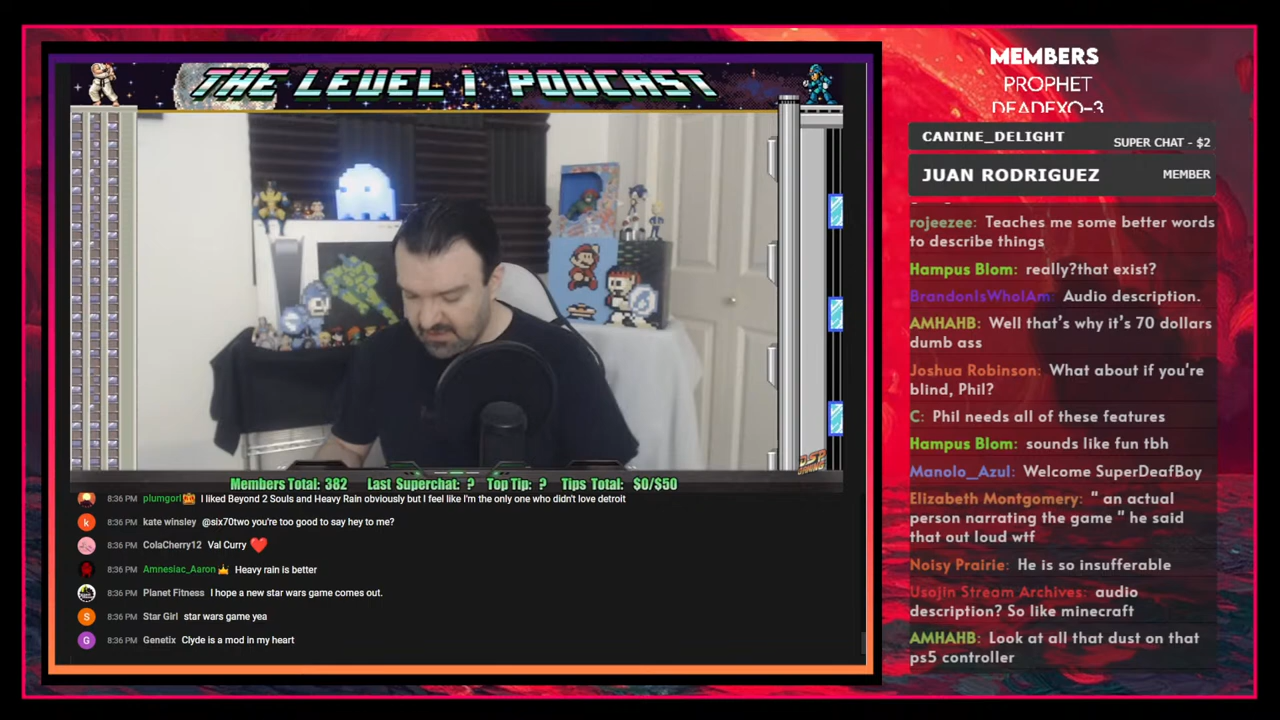 THE LEVEL 1 PODCAST
Members Total: 382 Last Superchat: ? Top Tip: ? Tips Total: $0/$50
8:36 PM plumgorl I liked Beyond 2 Souls and Heavy Rain obviously but I feel like I'm the only one who didn't love detroit
8:36 PM kate winsley @six70two you're too good to say hey to me?
8:36 PM ColaCherry12 Val Curry
8:36 PM Amnesiac_Aaron Heavy rain is better
8:36 PM Planet Fitness I hope a new star wars game comes out.
8:36 PM Star Girl star wars game yea
8:36 PM Genetix Clyde is a mod in my heart
MEMBERS
PROPHET
DEADEXO-3
CANINE_DELIGHT SUPER CHAT - $2
JUAN RODRIGUEZ MEMBER
rojeezee: Teaches me some better words
to describe things
Hampus Blom: really?that exist?
BrandonIsWhoIAm: Audio description.
AMHAHB: Well that's why it's 70 dollars
dumb ass
Joshua Robinson: What about if you're
blind, Phil?
C: Phil needs all of these features
Hampus Blom: sounds like fun tbh
Manolo_Azul: Welcome SuperDeafBoy
Elizabeth Montgomery: " an actual
person narrating the game " he said
that out loud wtf
Noisy Prairie: He is so insufferable
Usojin Stream Archives: audio
description? So like minecraft
AMHAHB: Look at all that dust on that
ps5 controller